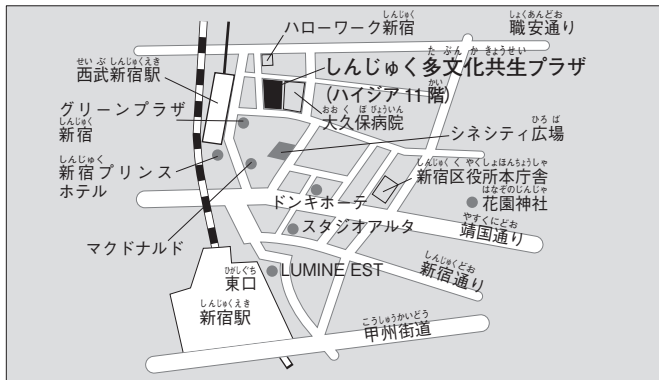 ハローワーク新宿
しんじゅく
職安通り
しょくあんどお
西武新宿駅
せいぶしんじゅくえき
しんじゅく多文化共生プラザ
たぶんかきょうせい
(ハイジア11階)
かい
グリーンプラザ
新宿
しんじゅく
大久保病院
おおくぼびょういん
シネシティ広場
ひろば
新宿プリンス
しんじゅく
ホテル
新宿区役所本庁舎
しんじゅくくやくしょほんちょうしゃ
花園神社
はなぞのじんじゃ
ドンキホーテ
靖国通り
やすくにどお
マクドナルド
スタジオアルタ
新宿通り
しんじゅくどお
LUMINE EST
東口
ひがしぐち
新宿駅
しんじゅくえき
甲州街道
こうしゅうかいどう